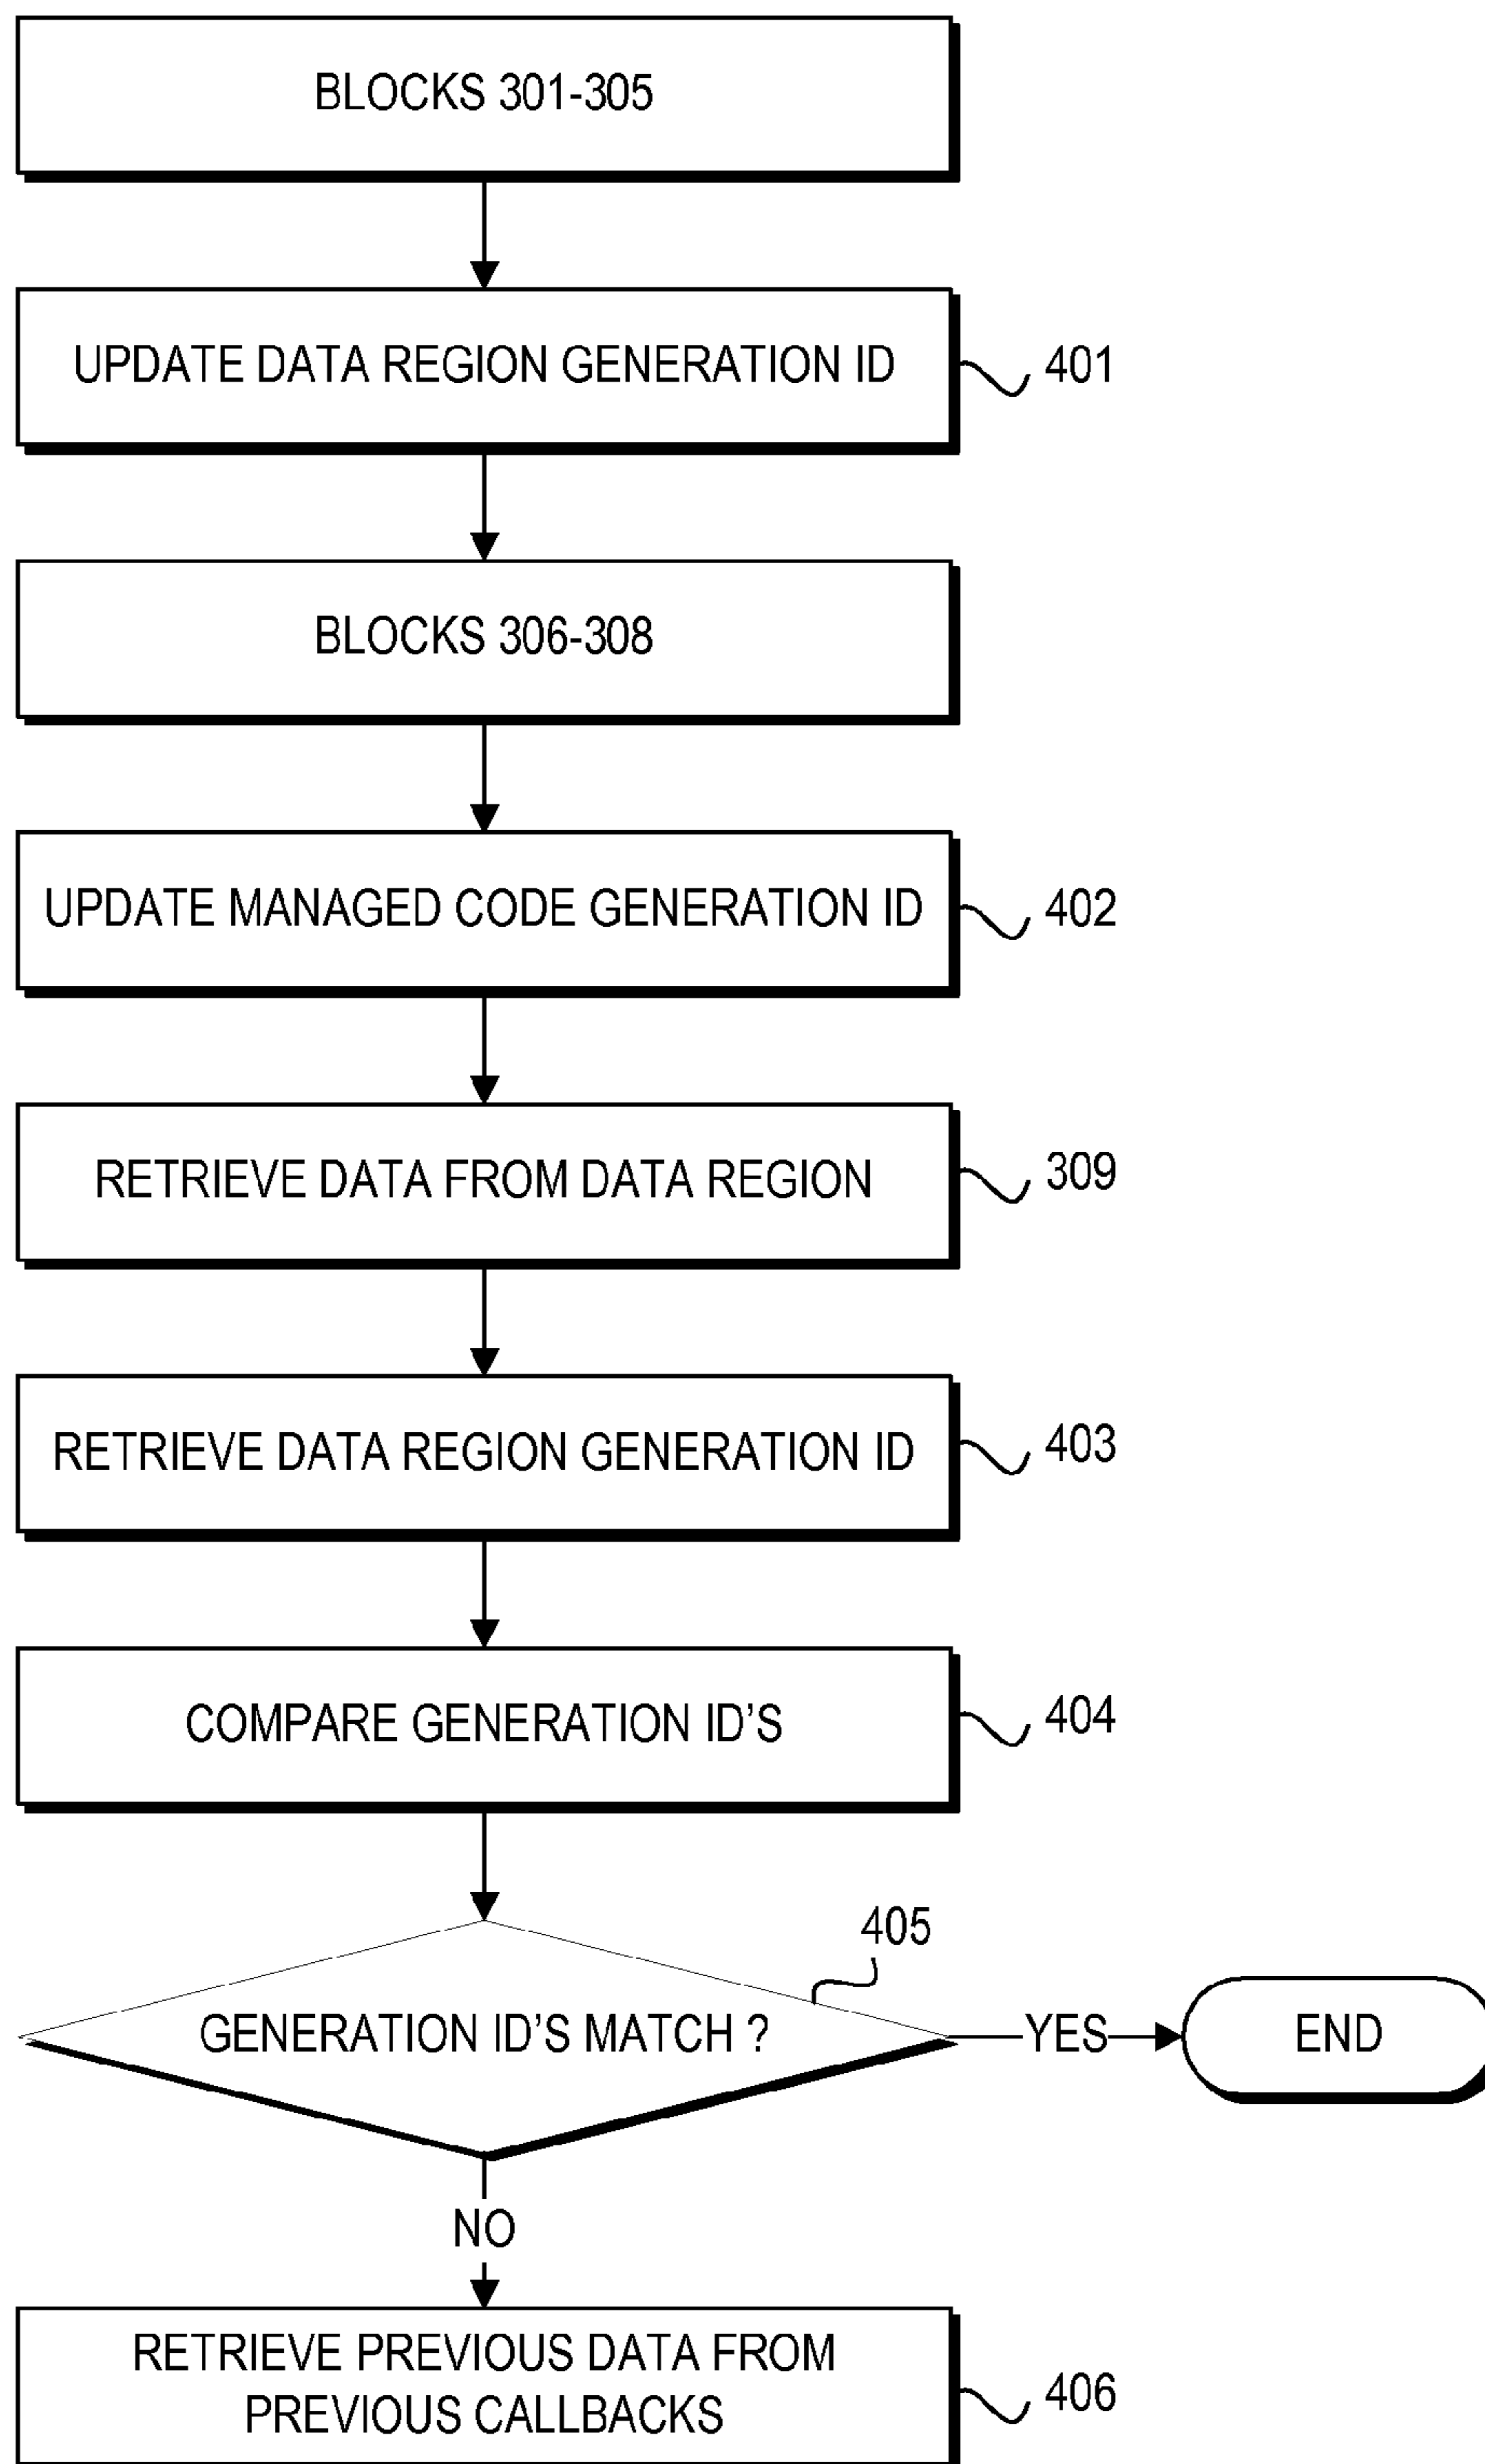 BLOCKS 301-305
UPDATE DATA REGION GENERATION ID
401
BLOCKS 306-308
UPDATE MANAGED CODE GENERATION ID
402
RETRIEVE DATA FROM DATA REGION
309
RETRIEVE DATA REGION GENERATION ID
403
COMPARE GENERATION ID'S
404
405
GENERATION ID'S MATCH ?
YES
END
NO
RETRIEVE PREVIOUS DATA FROM
PREVIOUS CALLBACKS
406